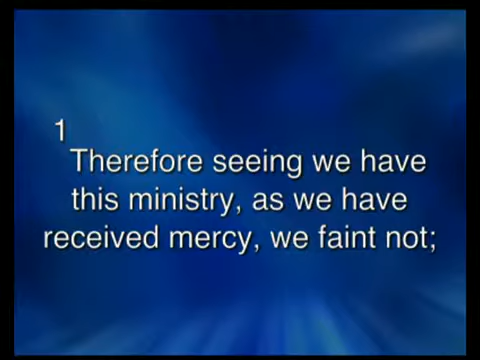 1
Therefore seeing we have
this ministry, as we have
received mercy, we faint not;